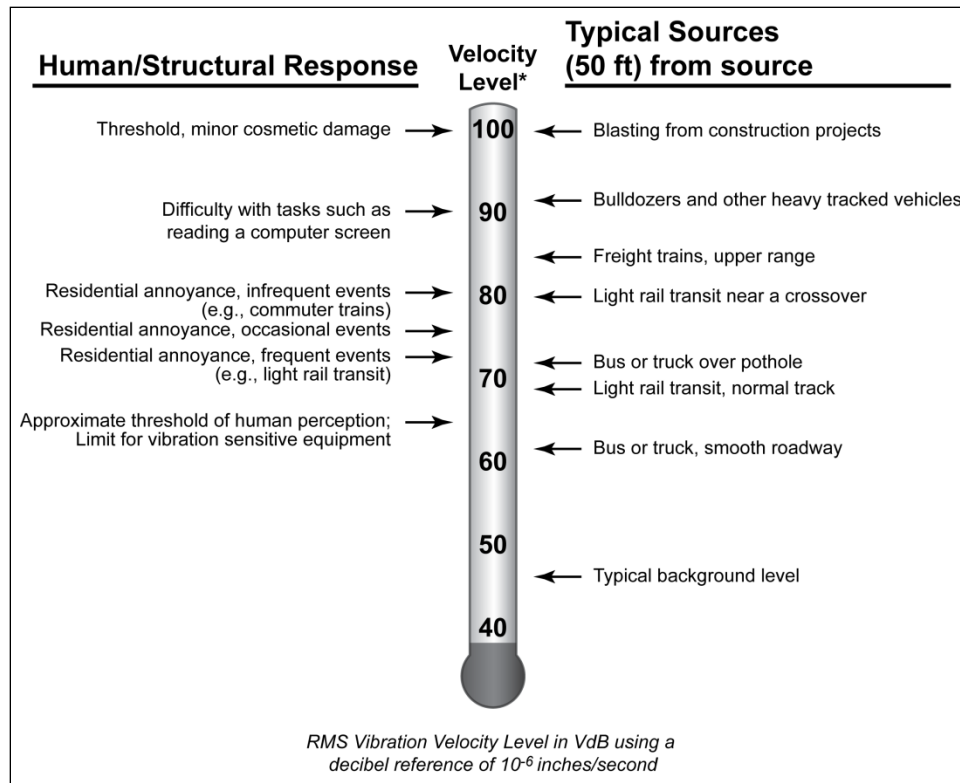 Human/Structural Response
Velocity
Level*
Typical Sources
(50 ft) from source
Threshold, minor cosmetic damage
100
Blasting from construction projects
Bulldozers and other heavy tracked vehicles
Difficulty with tasks such as
reading a computer screen
90
Freight trains, upper range
Residential annoyance, infrequent events
(e.g., commuter trains)
80
Light rail transit near a crossover
Residential annoyance, occasional events
Residential annoyance, frequent events
(e.g., light rail transit)
Bus or truck over pothole
70
Light rail transit, normal track
Approximate threshold of human perception;
Limit for vibration sensitive equipment
Bus or truck, smooth roadway
60
50
Typical background level
40
RMS Vibration Velocity Level in VdB using a
decibel reference of 10⁻⁶ inches/second